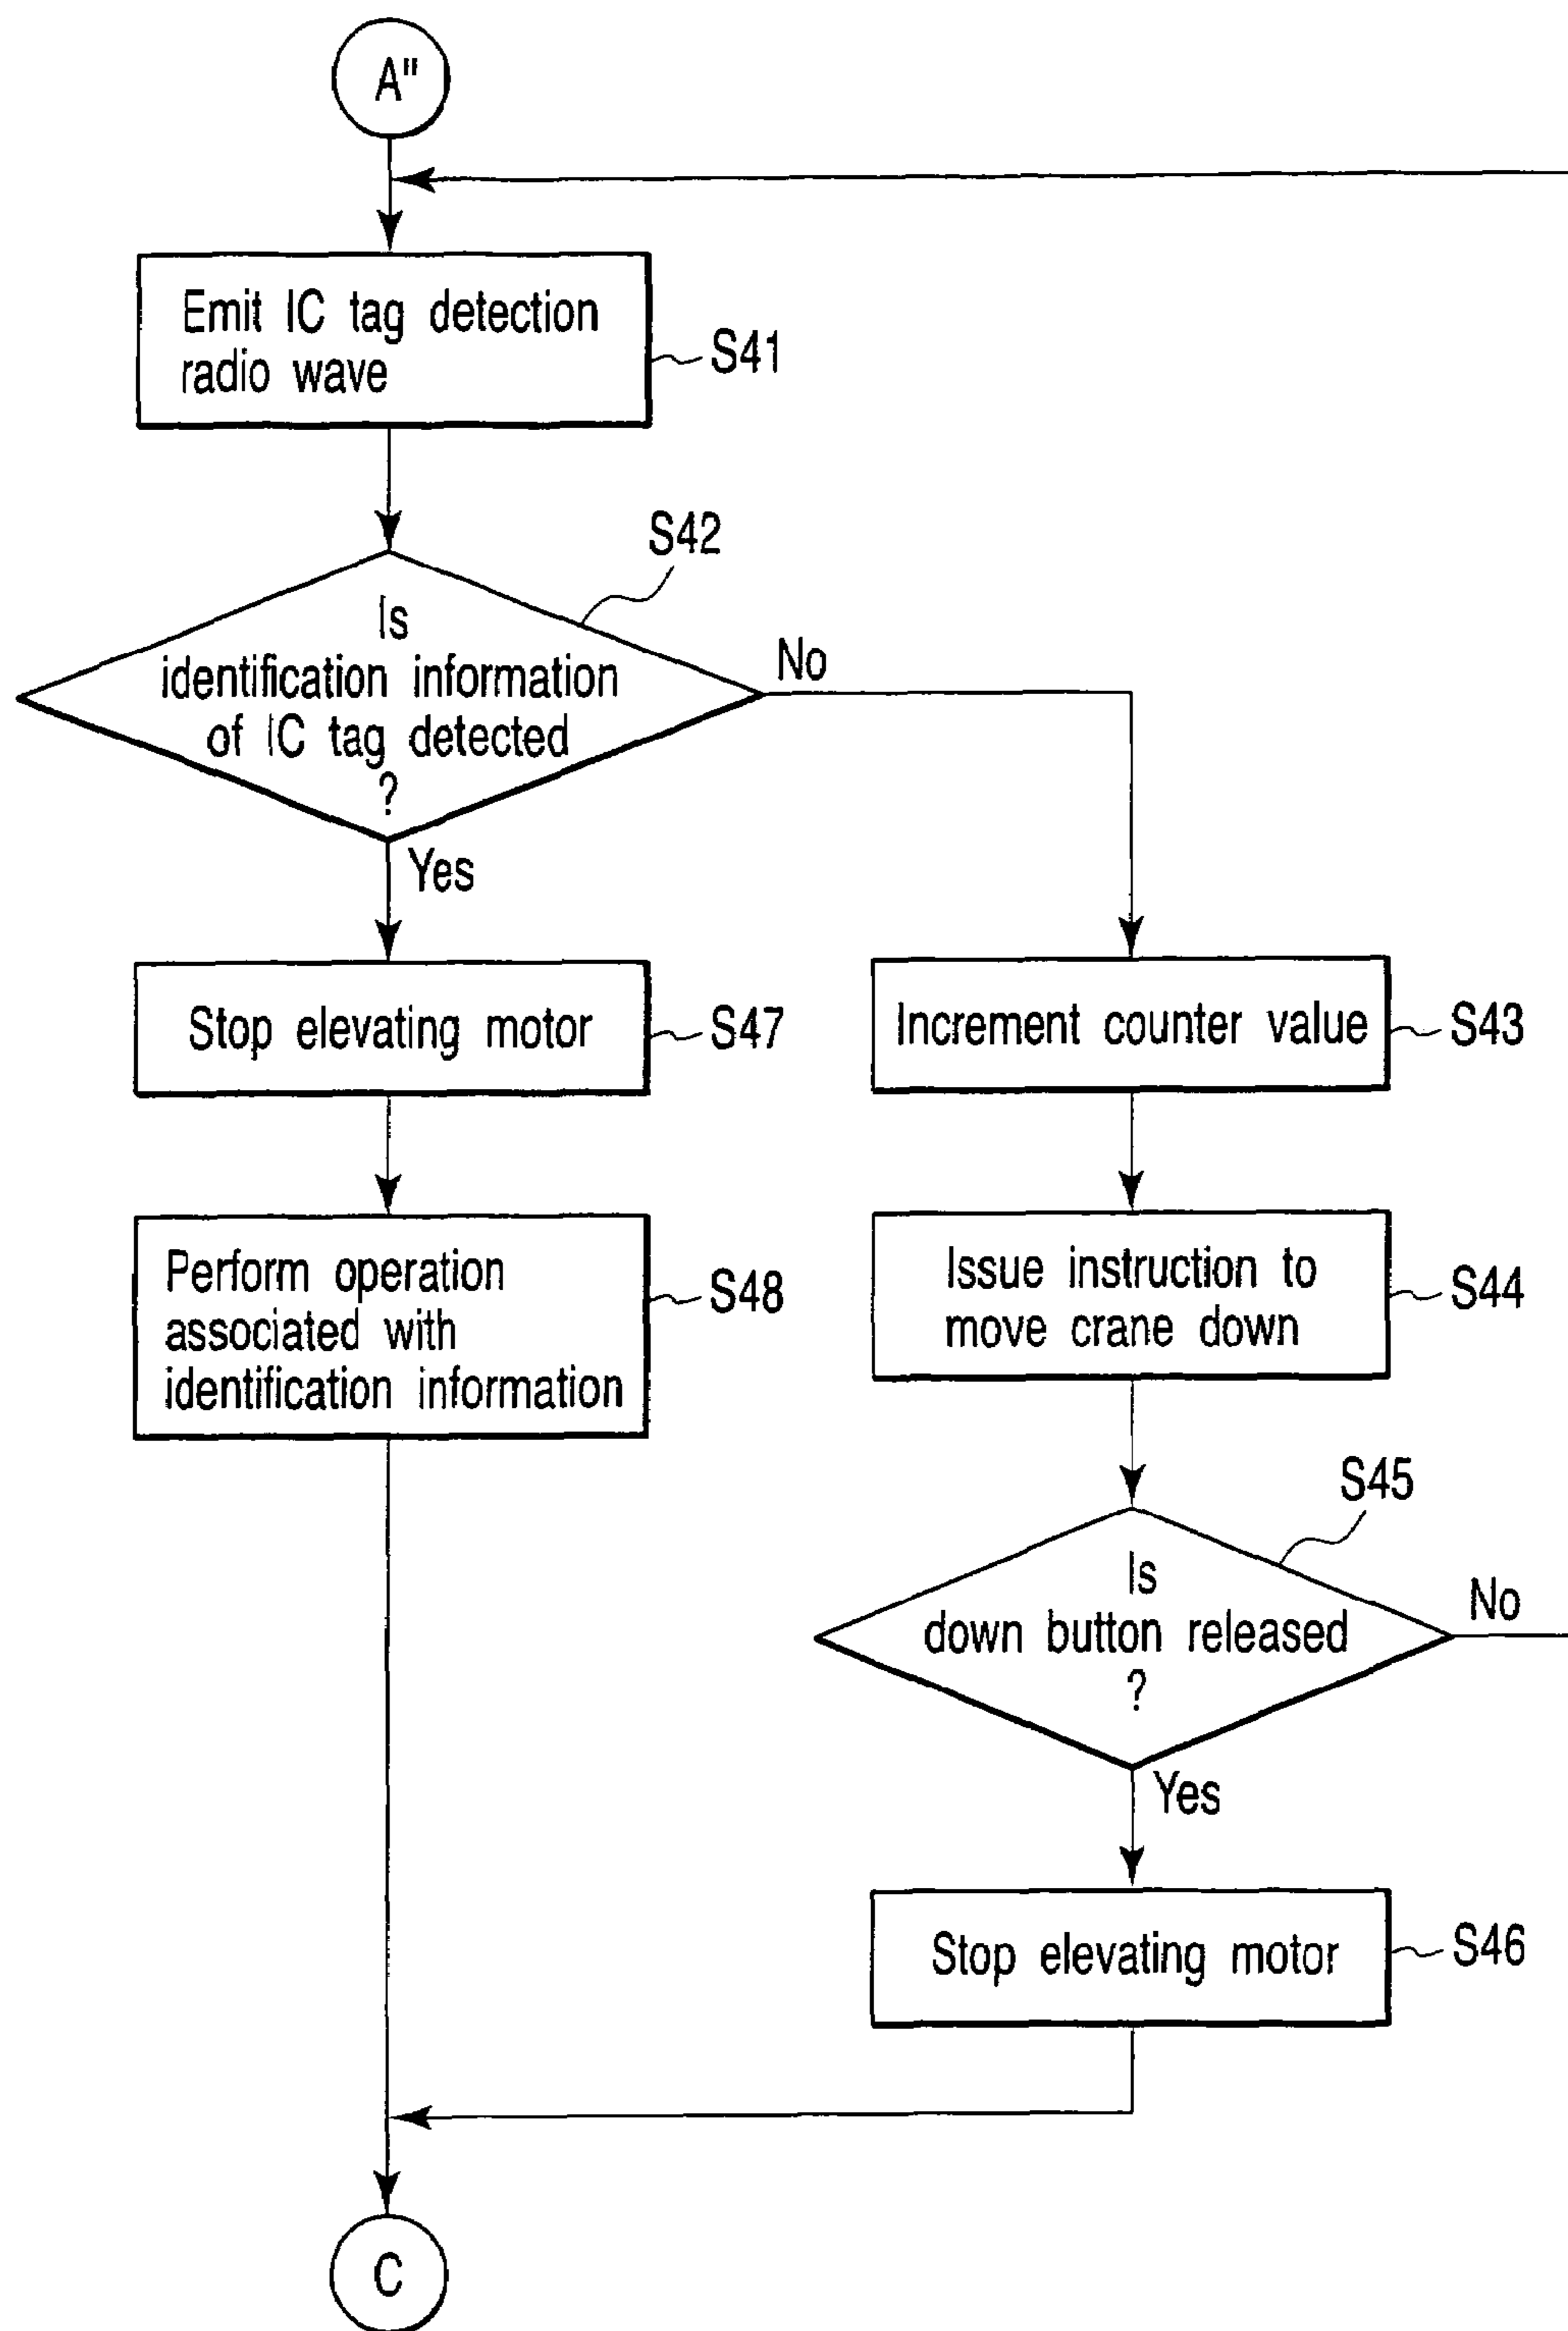 A"
Emit IC tag detection
radio wave
S41
S42
Is
identification information
of IC tag detected
?
No
Yes
Stop elevating motor
S47
Increment counter value
S43
Perform operation
associated with
identification information
S48
Issue instruction to
move crane down
S44
S45
Is
down button released
?
No
Yes
Stop elevating motor
S46
C